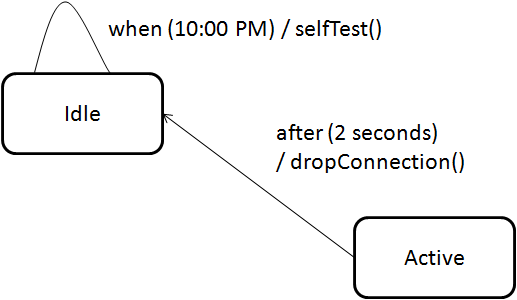 when (10:00 PM) / selfTest()
Idle
after (2 seconds)
/ dropConnection()
Active